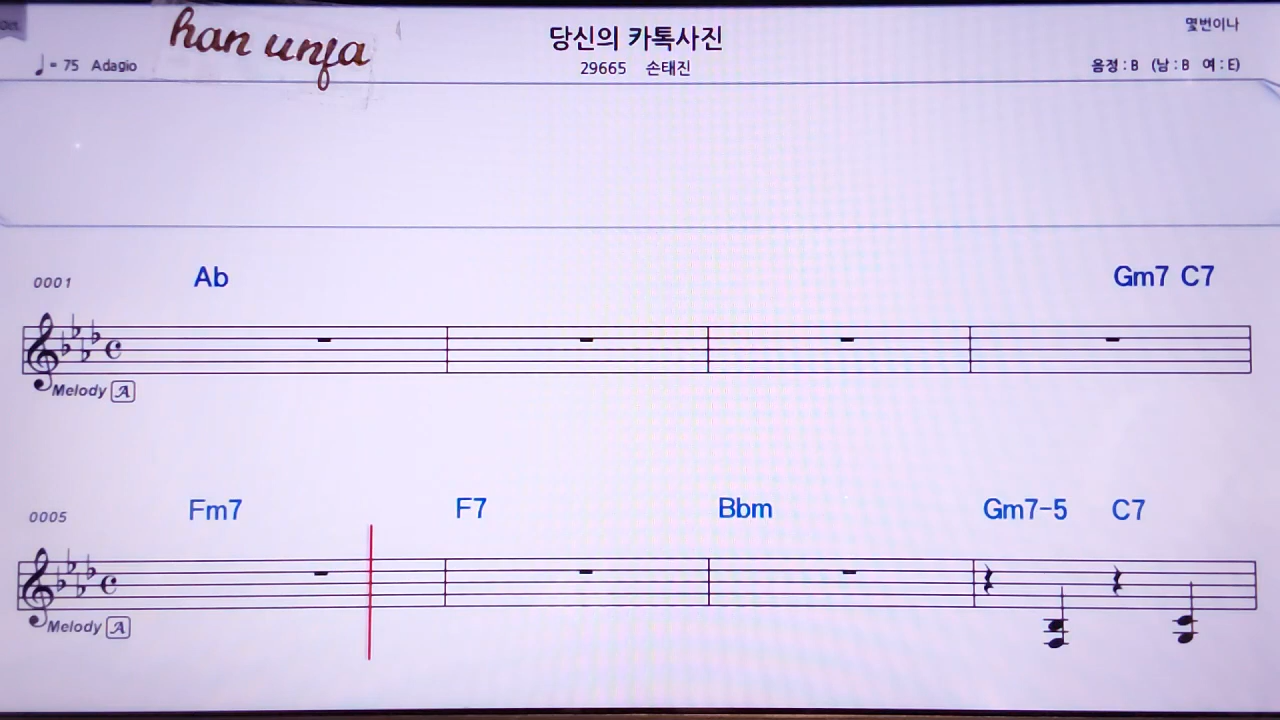 han unfa
당신의 카톡사진
몇번이나
♩= 75 Adagio
29665 손태진
음정 : B (남 : B 여 : E)
0001 Ab Gm7 C7
Melody A
0005 Fm7 F7 Bbm Gm7-5 C7
Melody A